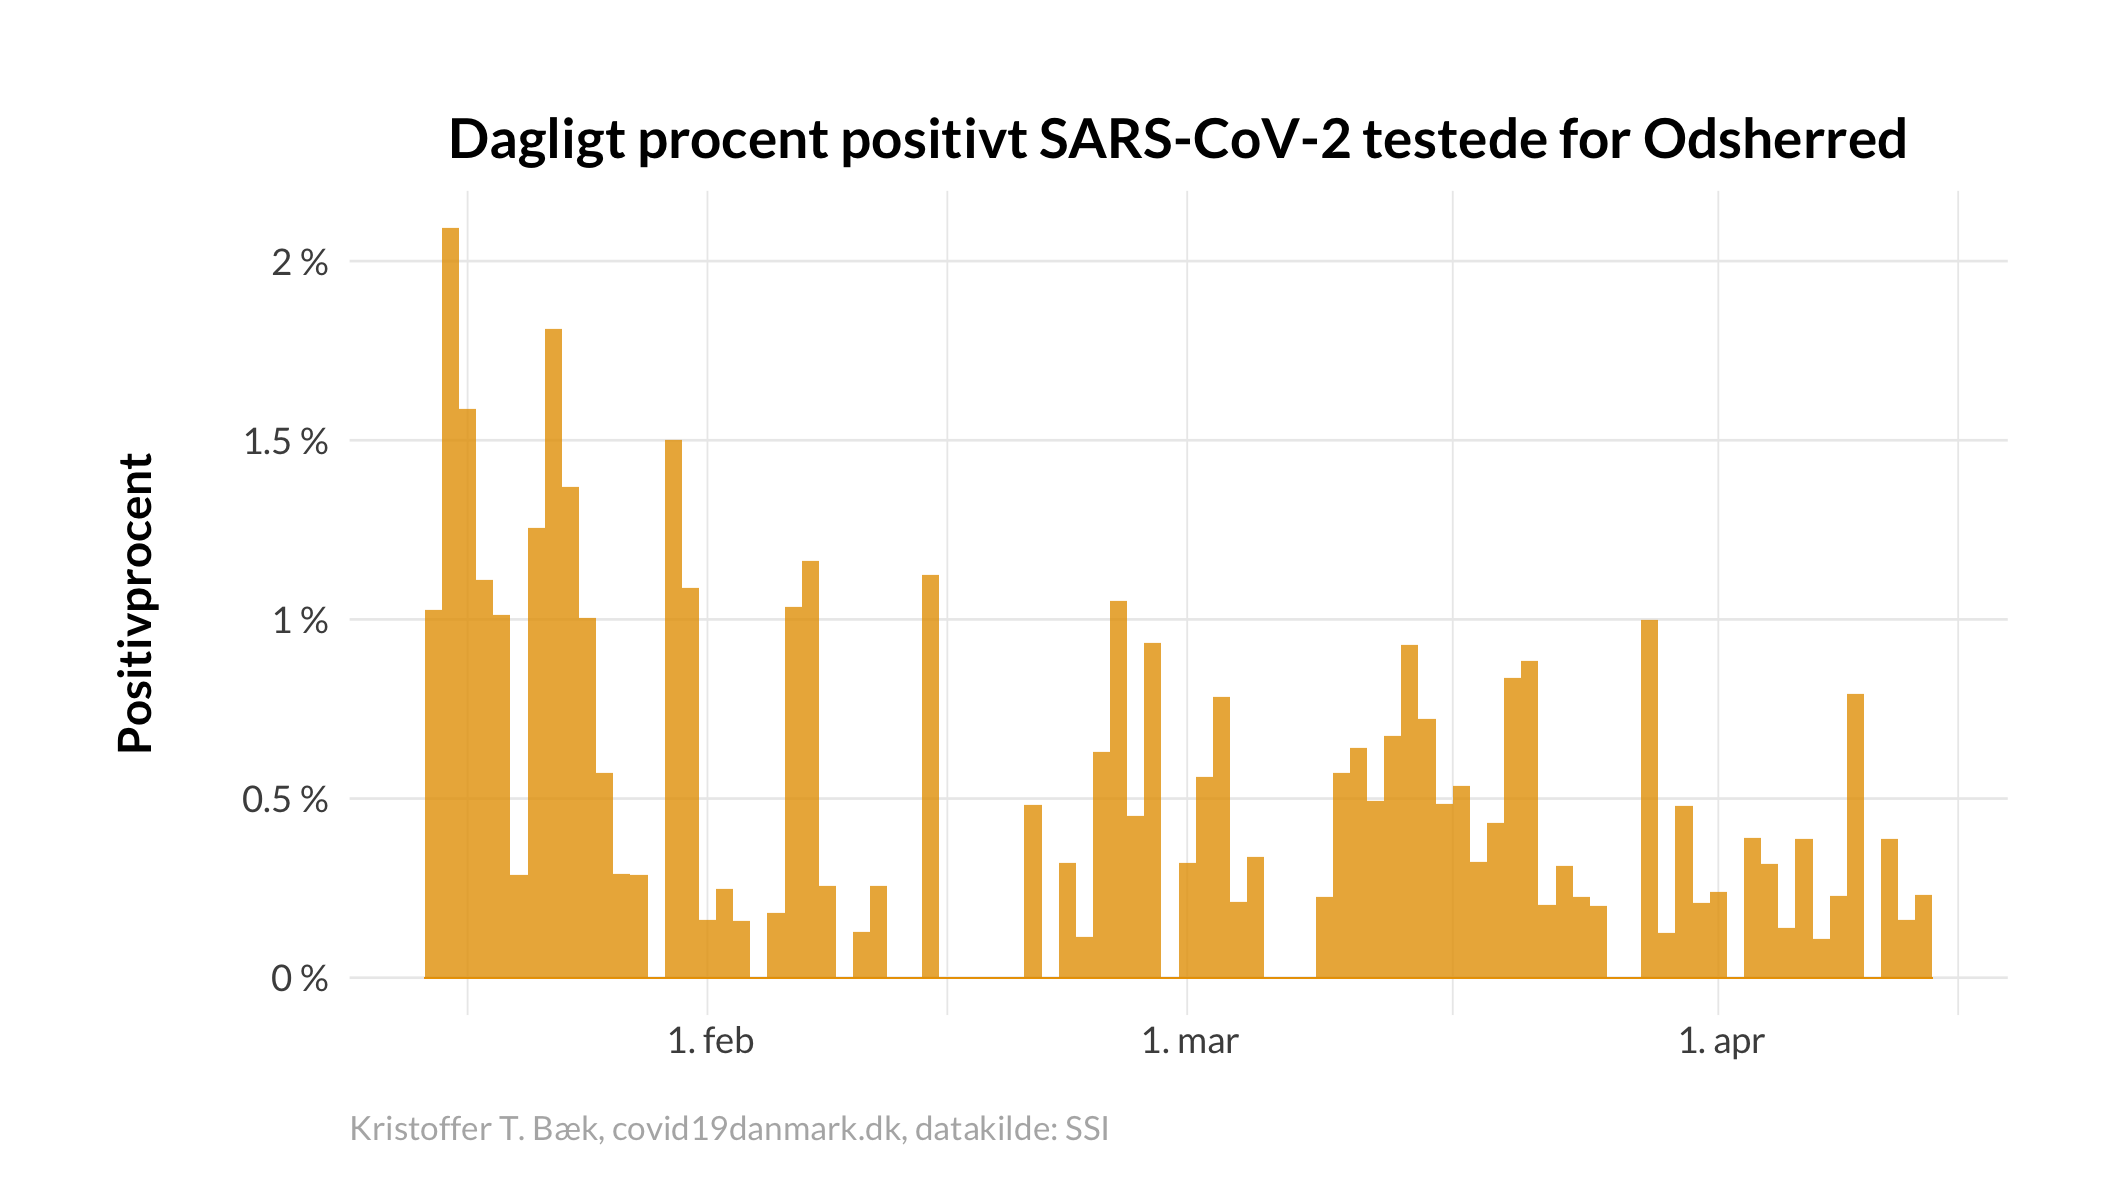 Dagligt procent positivt SARS-CoV-2 testede for Odsherred
Positivprocent
2 %
1.5 %
1 %
0.5 %
0 %
1. feb
1. mar
1. apr
Kristoffer T. Bæk, covid19danmark.dk, datakilde: SSI